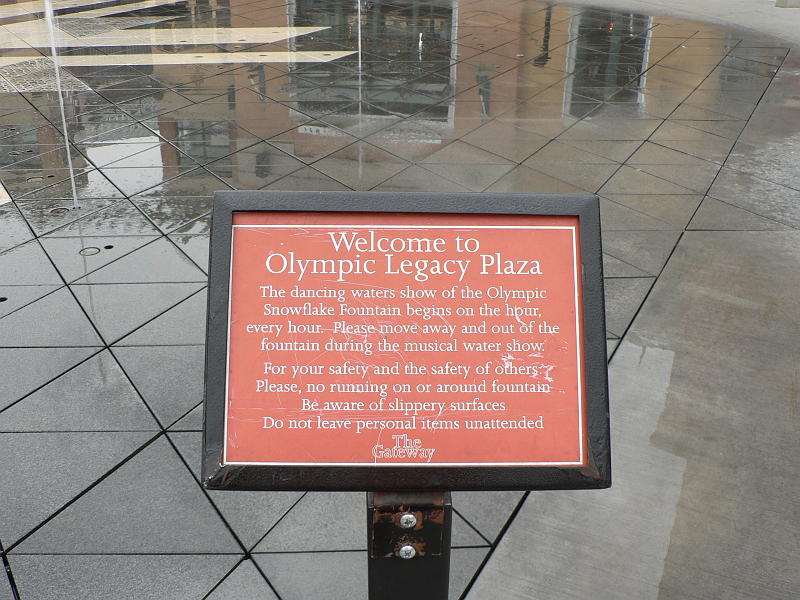 Welcome to
Olympic Legacy Plaza
The dancing waters show of the Olympic
Snowflake Fountain begins on the hour,
every hour. Please move away and out of the
fountain during the musical water show.
For your safety and the safety of others
Please, no running on or around fountain
Be aware of slippery surfaces
Do not leave personal items unattended
The
Gateway